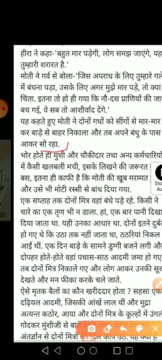 हीरा ने कहा-'बहुत मार पड़ेगी, लोग समझ जाएंगे, यह
तुम्हारी शरारत है.'
मोती ने गर्व से बोला-'जिस अपराध के लिए तुम्हारे गले
में बंधना पड़ा, उसके लिए अगर मुझे मार पड़े, तो क्या
चिंता. इतना तो हो ही गया कि नौ-दस प्राणियों की जान
बच गई, वे सब तो आशीर्वाद देंगे.'
यह कहते हुए मोती ने दोनों गधों को सींगों से मार-मार
कर बाड़े से बाहर निकाला और तब अपने बंधु के पास
आकर सो रहा.
भोर होते ही मुंशी और चौकीदार तथा अन्य कर्मचारियों
में कैसी खलबली मची, इसके लिखने की जरूरत
बस, इतना ही काफी है कि मोती की खूब मरम्मत
और उसे भी मोटी रस्सी से बांध दिया गया.
एक सप्ताह तक दोनों मित्र वहां बंधे पड़े रहे. किसी ने
चारे का एक तृण भी न डाला. हां, एक बार पानी दिखा
दिया जाता था. यही उनका आधार था. दोनों इतने दुर्बल
हो गए थे कि उठा तक नहीं जाता था, ठठरियां निकल
आईं थीं. एक दिन बाड़े के सामने डुग्गी बजने लगी और
दोपहर होते-होते वहां पचास-साठ आदमी जमा हो गए.
तब दोनों मित्र निकाले गए और लोग आकर उनकी सूरत
देखते और मन फीका करके चले जाते.
ऐसे मृतक बैलों का कौन खरीददार होता ? सहसा एक
दढ़ियल आदमी, जिसकी आंखें लाल थीं और मुद्रा
अत्यन्त कठोर, आया और दोनों मित्र के कूल्हों में उंगली
गोदकर मुंशीजी से
अंतर्ज्ञान से दोनों मित्रों